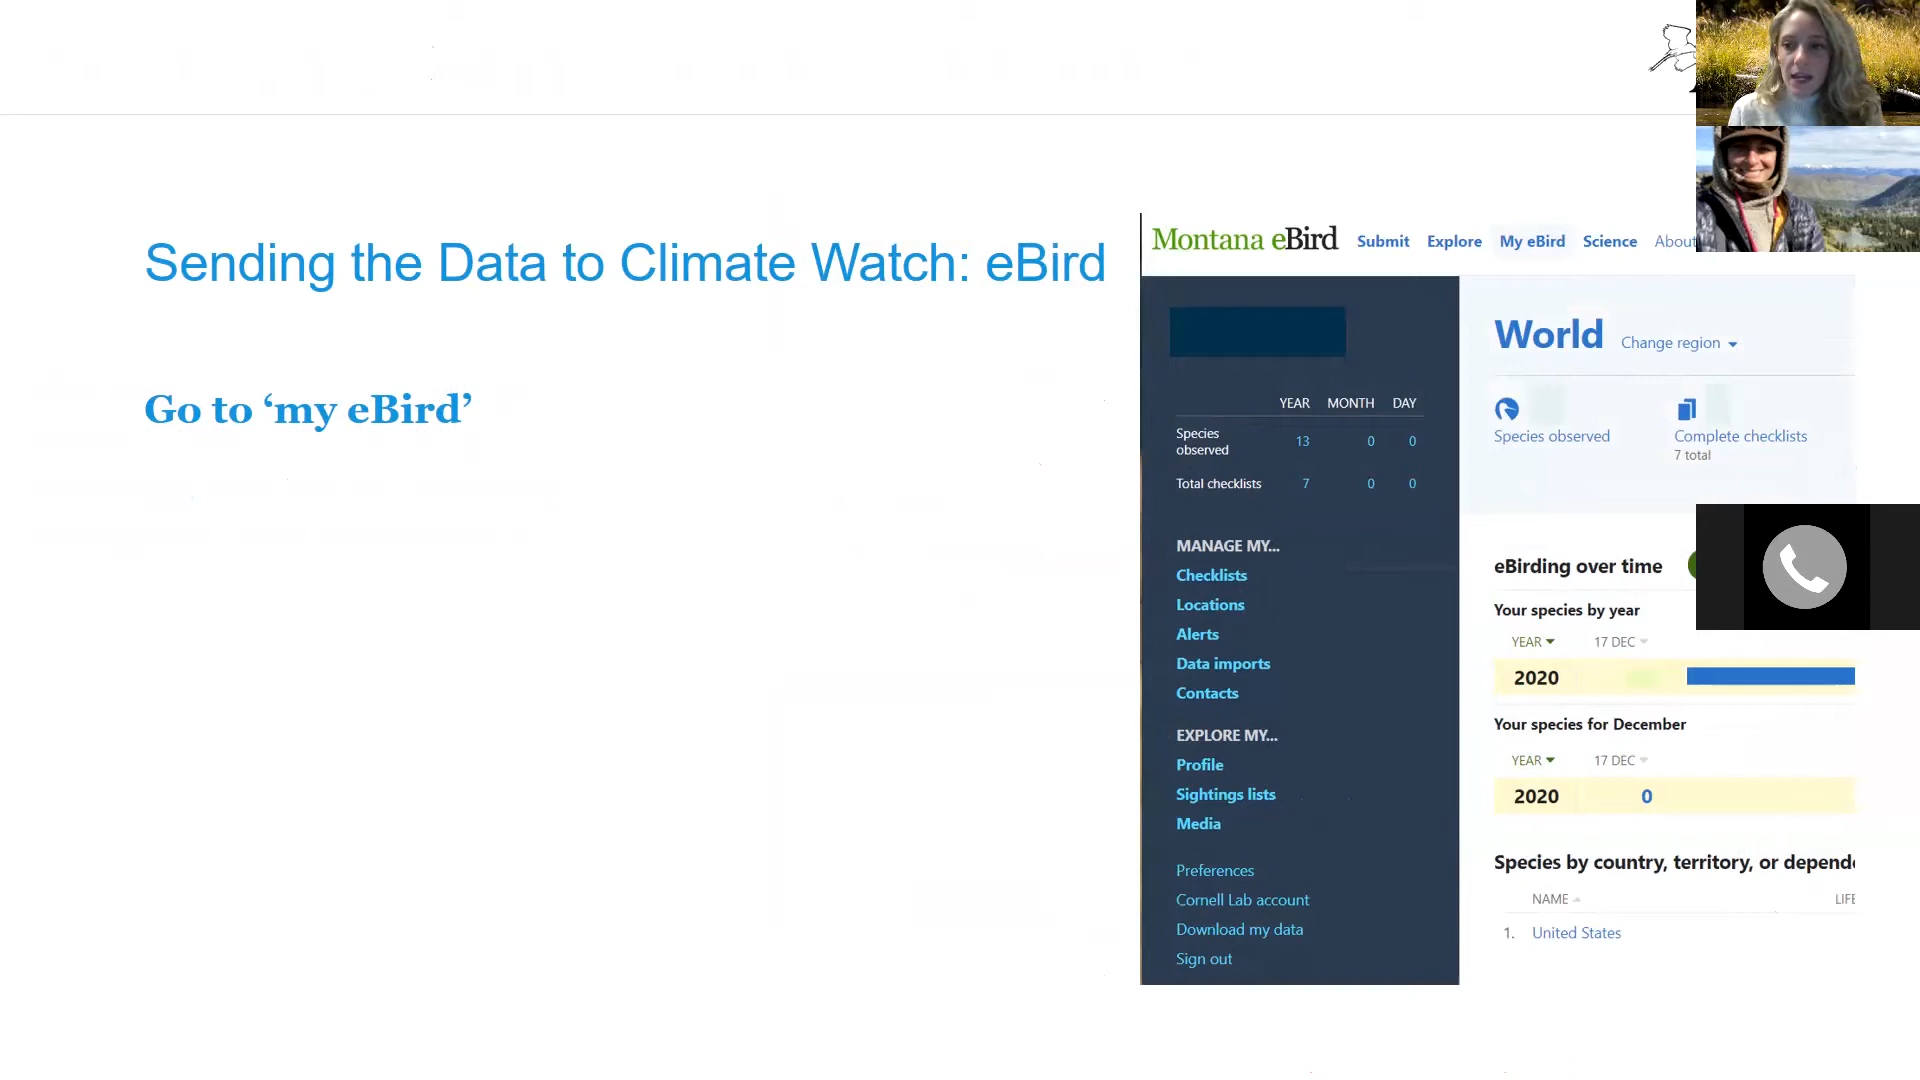 Sending the Data to Climate Watch: eBird
Go to ‘my eBird’
Montana eBird Submit Explore My eBird Science About
YEAR MONTH DAY
Species observed 13 0 0
Total checklists 7 0 0
MANAGE MY...
Checklists
Locations
Alerts
Data imports
Contacts
EXPLORE MY...
Profile
Sightings lists
Media
Preferences
Cornell Lab account
Download my data
Sign out
World Change region
Species observed
Complete checklists
7 total
eBirding over time
Your species by year
YEAR 17 DEC
2020
Your species for December
YEAR 17 DEC
2020 0
Species by country, territory, or depend
NAME LIFE
1. United States